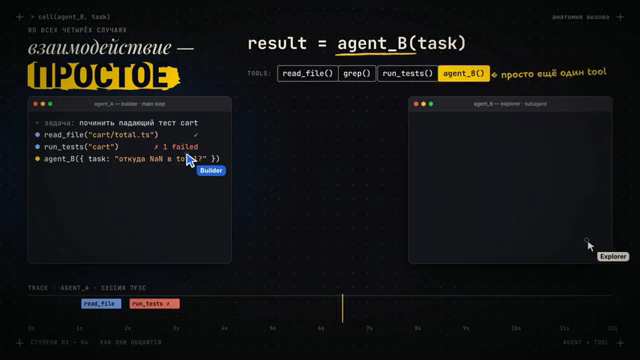 > call(agent_B, task)
анатомия вызова
ВО ВСЕХ ЧЕТЫРЁХ СЛУЧАЯХ
взаимодействие —
ПРОСТОЕ
result = agent_B(task)
TOOLS: read_file() grep() run_tests() agent_B() ← просто ещё один tool
agent_A — builder · main loop
• задача: починить падающий тест cart
read_file("cart/total.ts") ✓
run_tests("cart") ✗ 1 failed
agent_B({ task: "откуда NaN в total?" })
Builder
agent_B — explorer · subagent
Explorer
TRACE · AGENT_A · СЕССИЯ 7F3C
read_file
run_tests ✗
0s 1s 2s 3s 4s 5s 6s 7s 8s 9s 10s 11s 12s
СТУПЕНИ 01 — 04 · КАК ОНИ ОБЩАЮТСЯ
AGENT = TOOL